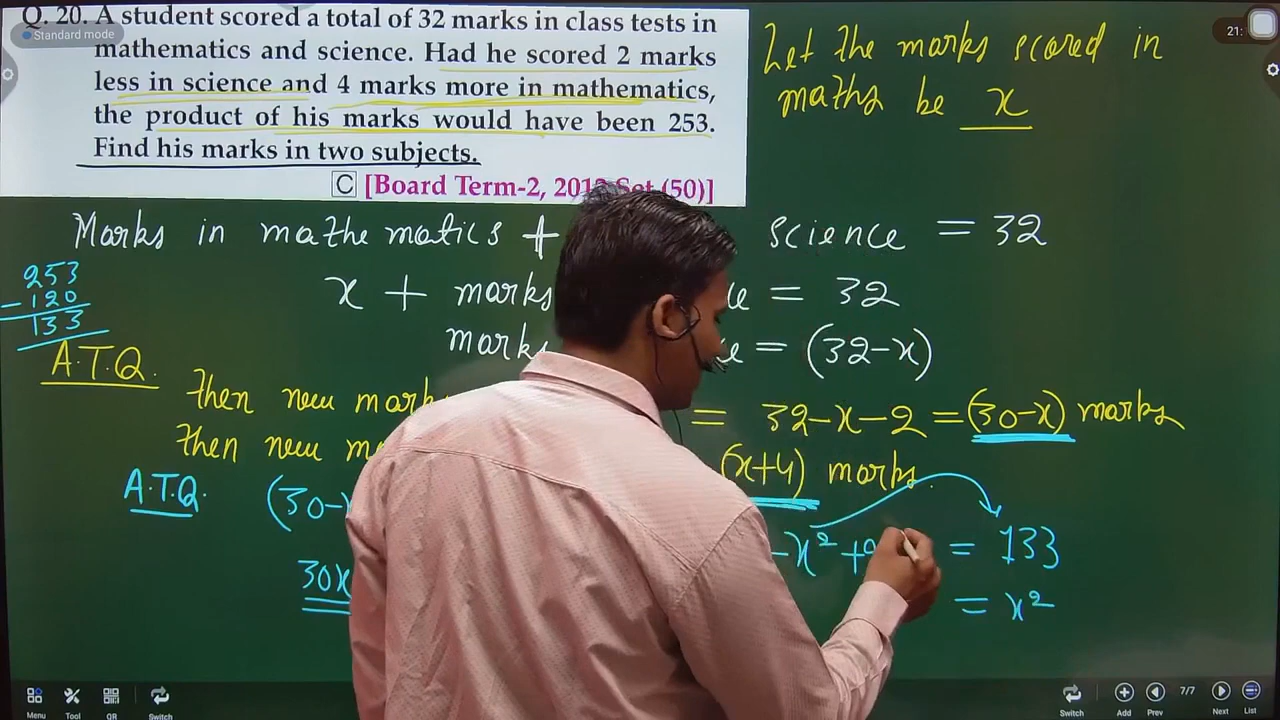 Q. 20. A student scored a total of 32 marks in class tests in
Standard mode
mathematics and science. Had he scored 2 marks
less in science and 4 marks more in mathematics,
the product of his marks would have been 253.
Find his marks in two subjects.
C [Board Term-2, 2012 Set (50)]
21:
Let the marks scored in
maths be x
Marks in mathematics + science = 32
x + marks = 32
marks = (32-x)
253
-120
133
A.T.Q.
then new mark = 32-x-2 = (30-x) marks
then new (x+4) marks.
A.T.Q. (30-
30x
-x² + = 133
= x²
Menu Tool QR Switch
Switch Add Prev 7/7 Next List